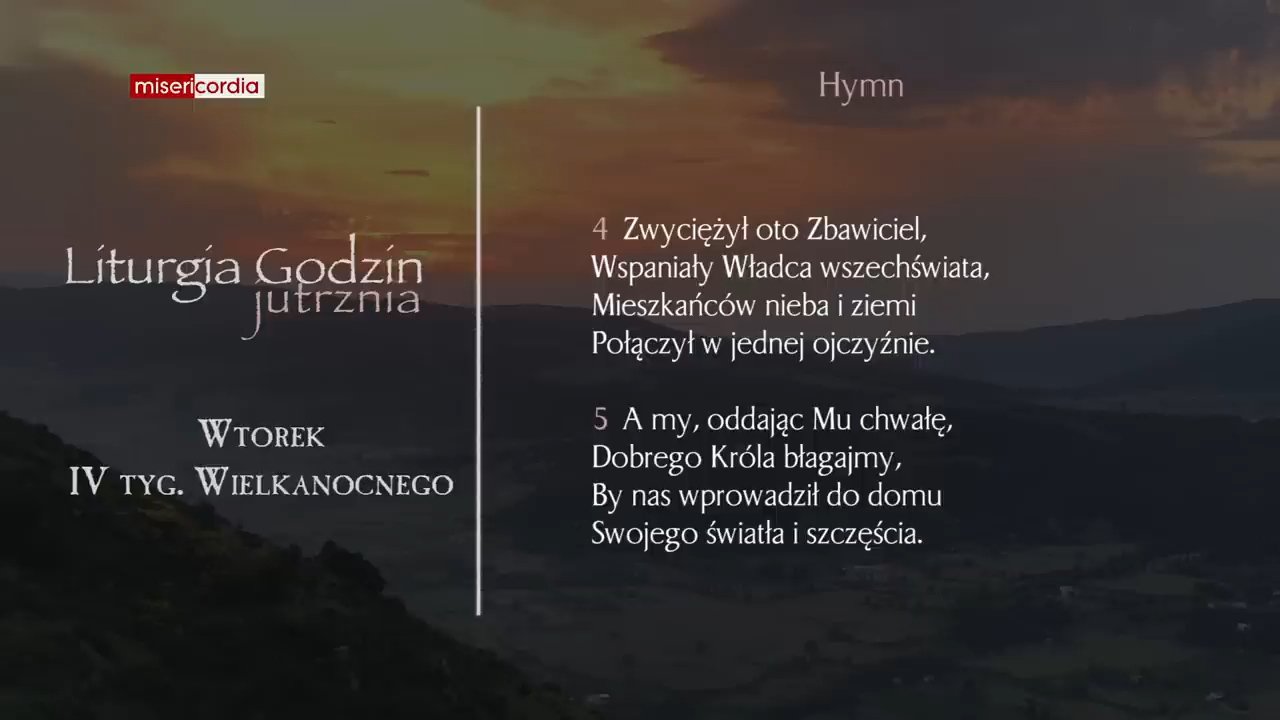 misericordia
Liturgia Godzin
jutrznia
Wtorek
IV tyg. Wielkanocnego
Hymn
4 Zwyciężył oto Zbawiciel,
Wspaniały Władca wszechświata,
Mieszkańców nieba i ziemi
Połączył w jednej ojczyźnie.
5 A my, oddając Mu chwałę,
Dobrego Króla błagajmy,
By nas wprowadził do domu
Swojego światła i szczęścia.